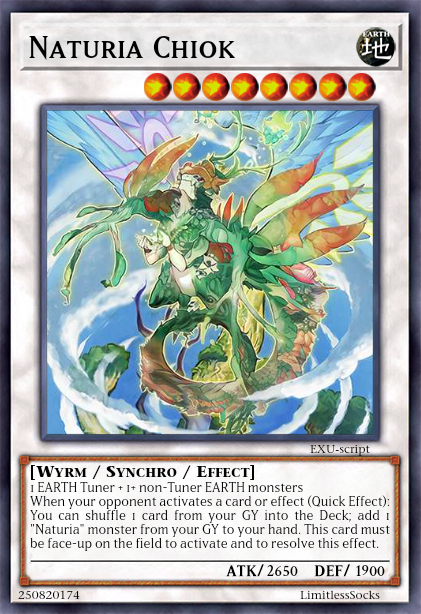 NATURIA CHIOK
EARTH
地
EXU-script
[WYRM / SYNCHRO / EFFECT]
1 EARTH Tuner + 1+ non-Tuner EARTH monsters
When your opponent activates a card or effect (Quick Effect):
You can shuffle 1 card from your GY into the Deck; add 1
"Naturia" monster from your GY to your hand. This card must
be face-up on the field to activate and to resolve this effect.
ATK/ 2650 DEF/ 1900
250820174 LimitlessSocks